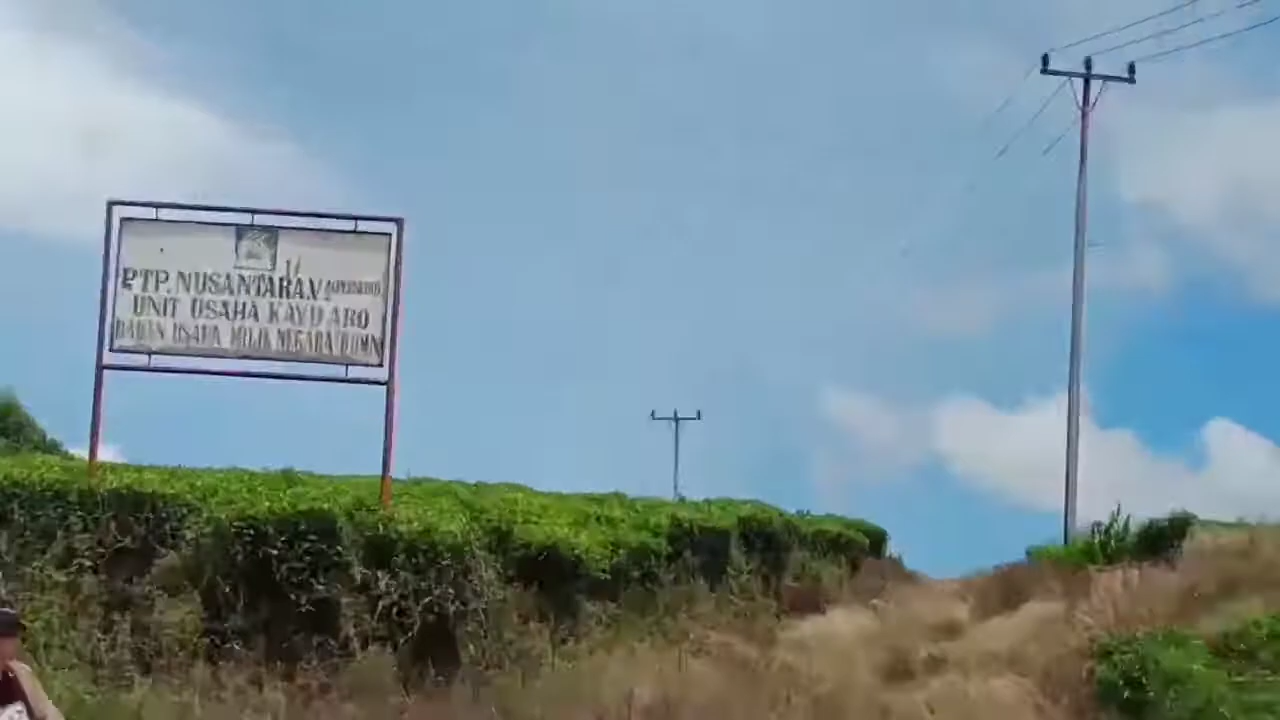 PTP. NUSANTARA.V
UNIT USAHA KAYU ARO
BADAN USAHA MILIK NEGARA BUMN